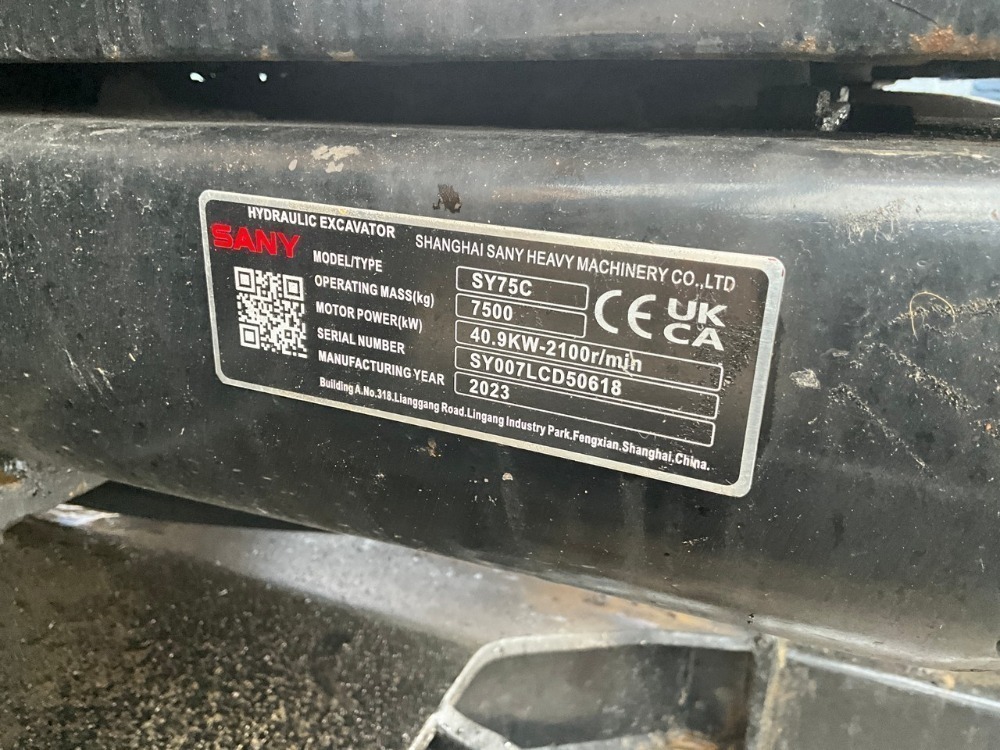 HYDRAULIC EXCAVATOR
SANY
SHANGHAI SANY HEAVY MACHINERY CO.,LTD
MODEL/TYPE SY75C
OPERATING MASS(kg) 7500
MOTOR POWER(kW) 40.9KW-2100r/min
SERIAL NUMBER SY007LCD50618
MANUFACTURING YEAR 2023
CE UK
CA
Building A.No.318.Lianggang Road.Lingang Industry Park.Fengxian.Shanghai.China.